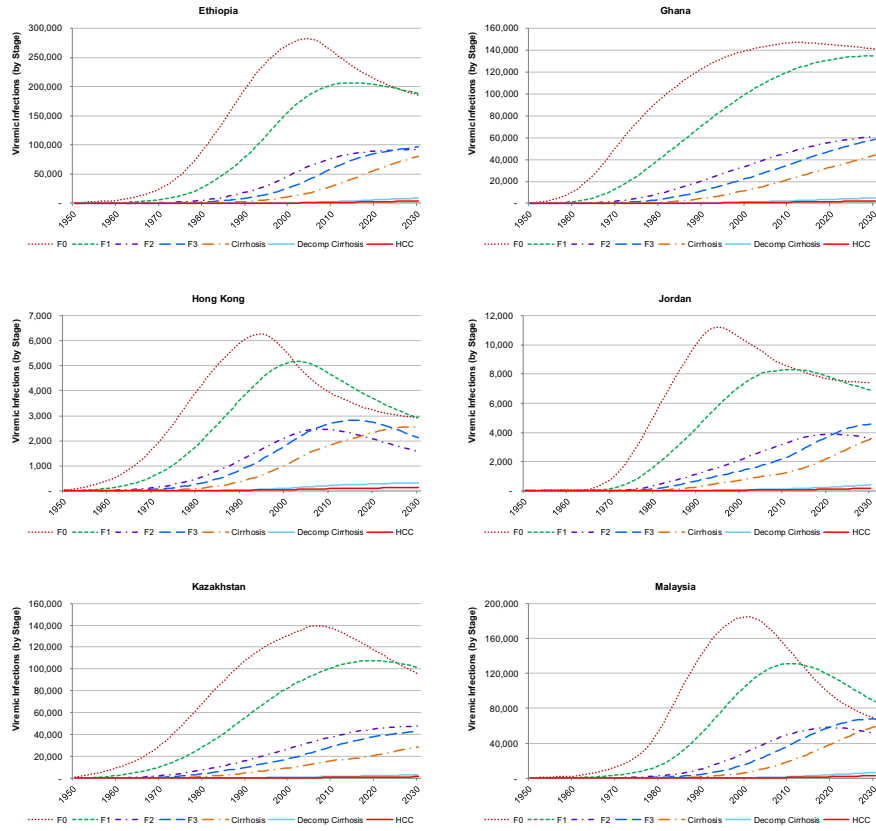 Ethiopia
Viremic Infections (by Stage)
300,000
250,000
200,000
150,000
100,000
50,000
-
1950 1960 1970 1980 1990 2000 2010 2020 2030
F0 F1 F2 F3 Cirrhosis Decomp Cirrhosis HCC
Ghana
Viremic Infections (by Stage)
160,000
140,000
120,000
100,000
80,000
60,000
40,000
20,000
-
1950 1960 1970 1980 1990 2000 2010 2020 2030
F0 F1 F2 F3 Cirrhosis Decomp Cirrhosis HCC
Hong Kong
Viremic Infections (by Stage)
7,000
6,000
5,000
4,000
3,000
2,000
1,000
-
1950 1960 1970 1980 1990 2000 2010 2020 2030
F0 F1 F2 F3 Cirrhosis Decomp Cirrhosis HCC
Jordan
Viremic Infections (by Stage)
12,000
10,000
8,000
6,000
4,000
2,000
-
1950 1960 1970 1980 1990 2000 2010 2020 2030
F0 F1 F2 F3 Cirrhosis Decomp Cirrhosis HCC
Kazakhstan
Viremic Infections (by Stage)
160,000
140,000
120,000
100,000
80,000
60,000
40,000
20,000
-
1950 1960 1970 1980 1990 2000 2010 2020 2030
F0 F1 F2 F3 Cirrhosis Decomp Cirrhosis HCC
Malaysia
Viremic Infections (by Stage)
200,000
160,000
120,000
80,000
40,000
-
1950 1960 1970 1980 1990 2000 2010 2020 2030
F0 F1 F2 F3 Cirrhosis Decomp Cirrhosis HCC